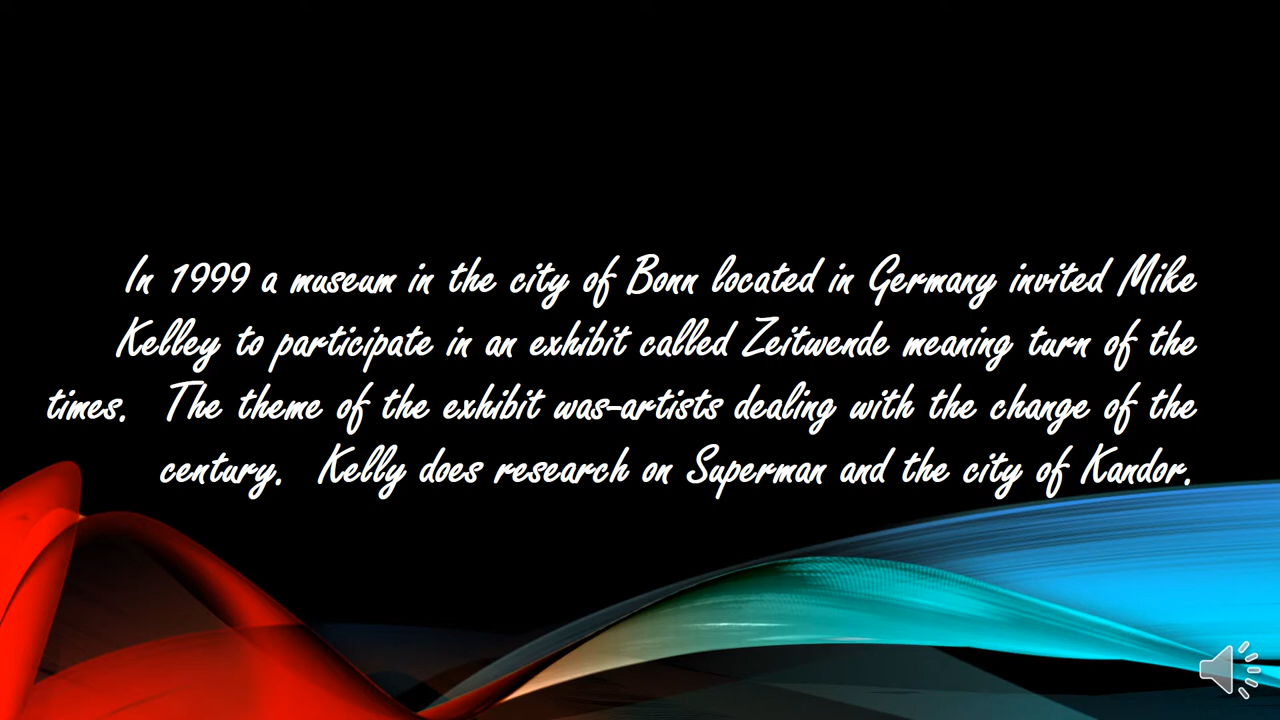 In 1999 a museum in the city of Bonn located in Germany invited Mike
Kelley to participate in an exhibit called Zeitwende meaning turn of the
times.  The theme of the exhibit was-artists dealing with the change of the
century.  Kelly does research on Superman and the city of Kandor.